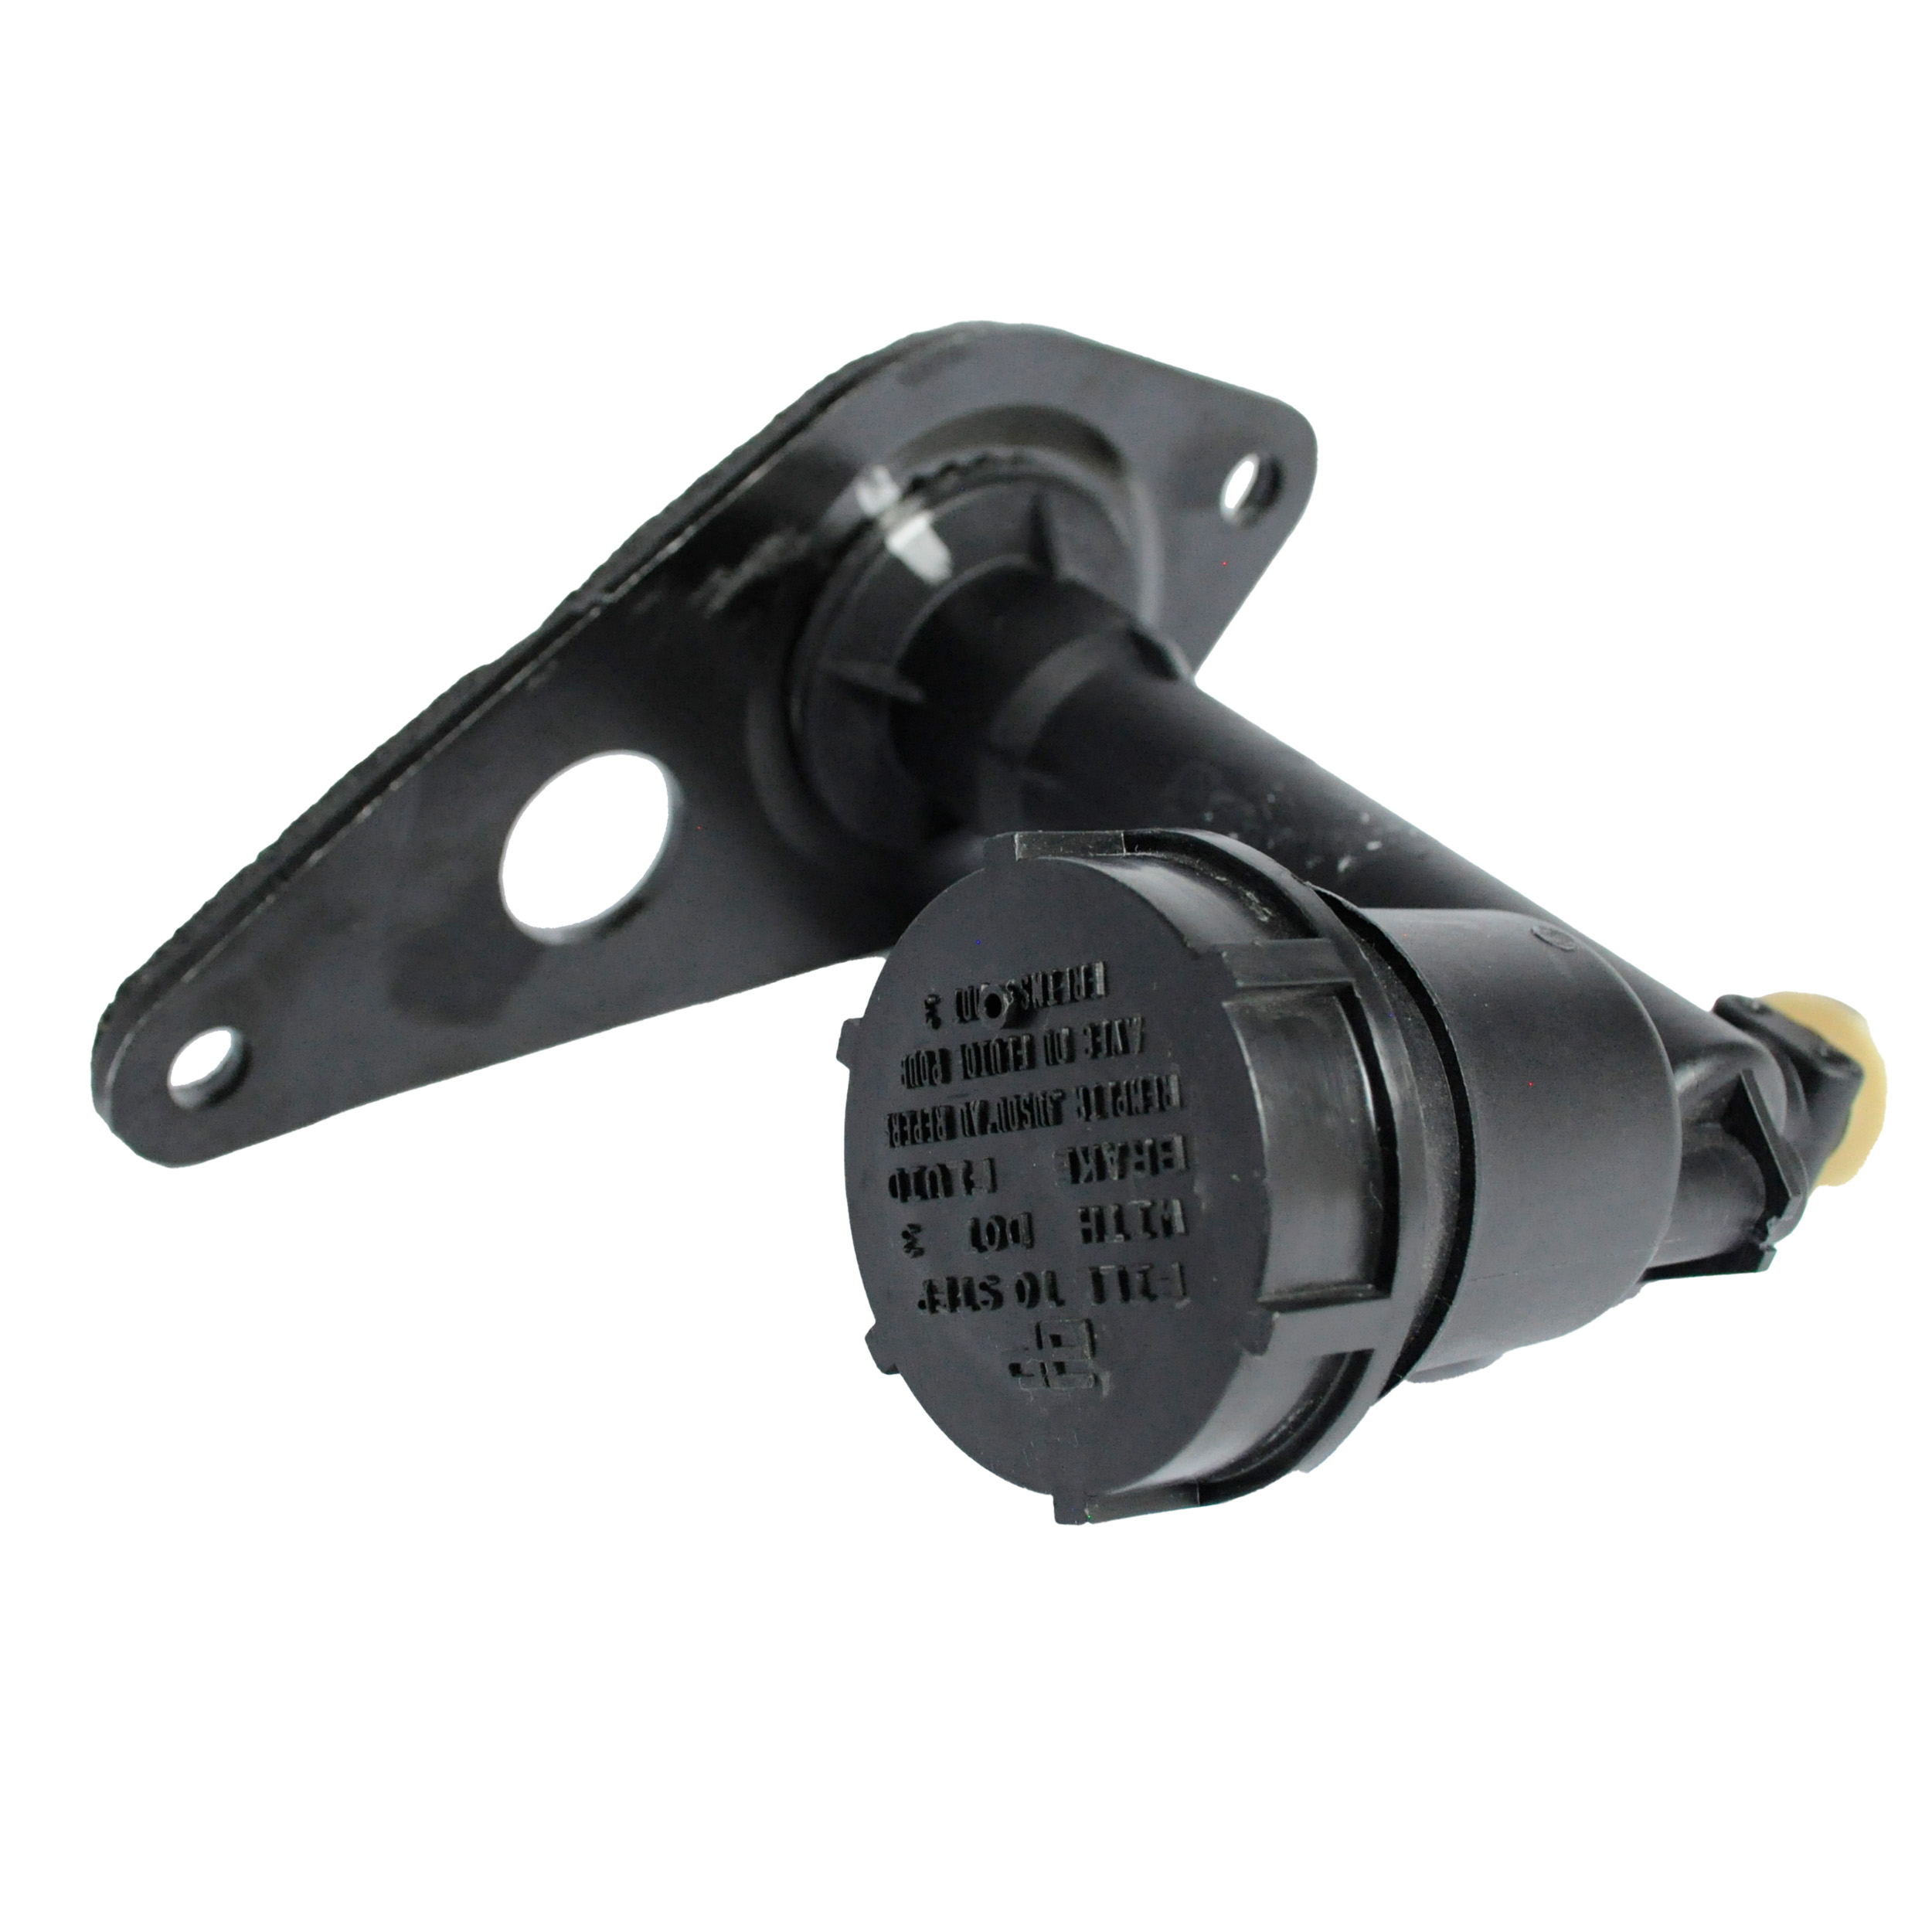 FILL TO STEP
WITH DOT 3
BRAKE FLUID
REMPLIR JUSQU'AU REPERE
AVEC DU FLUIDE POUR
FREINS DOT 3